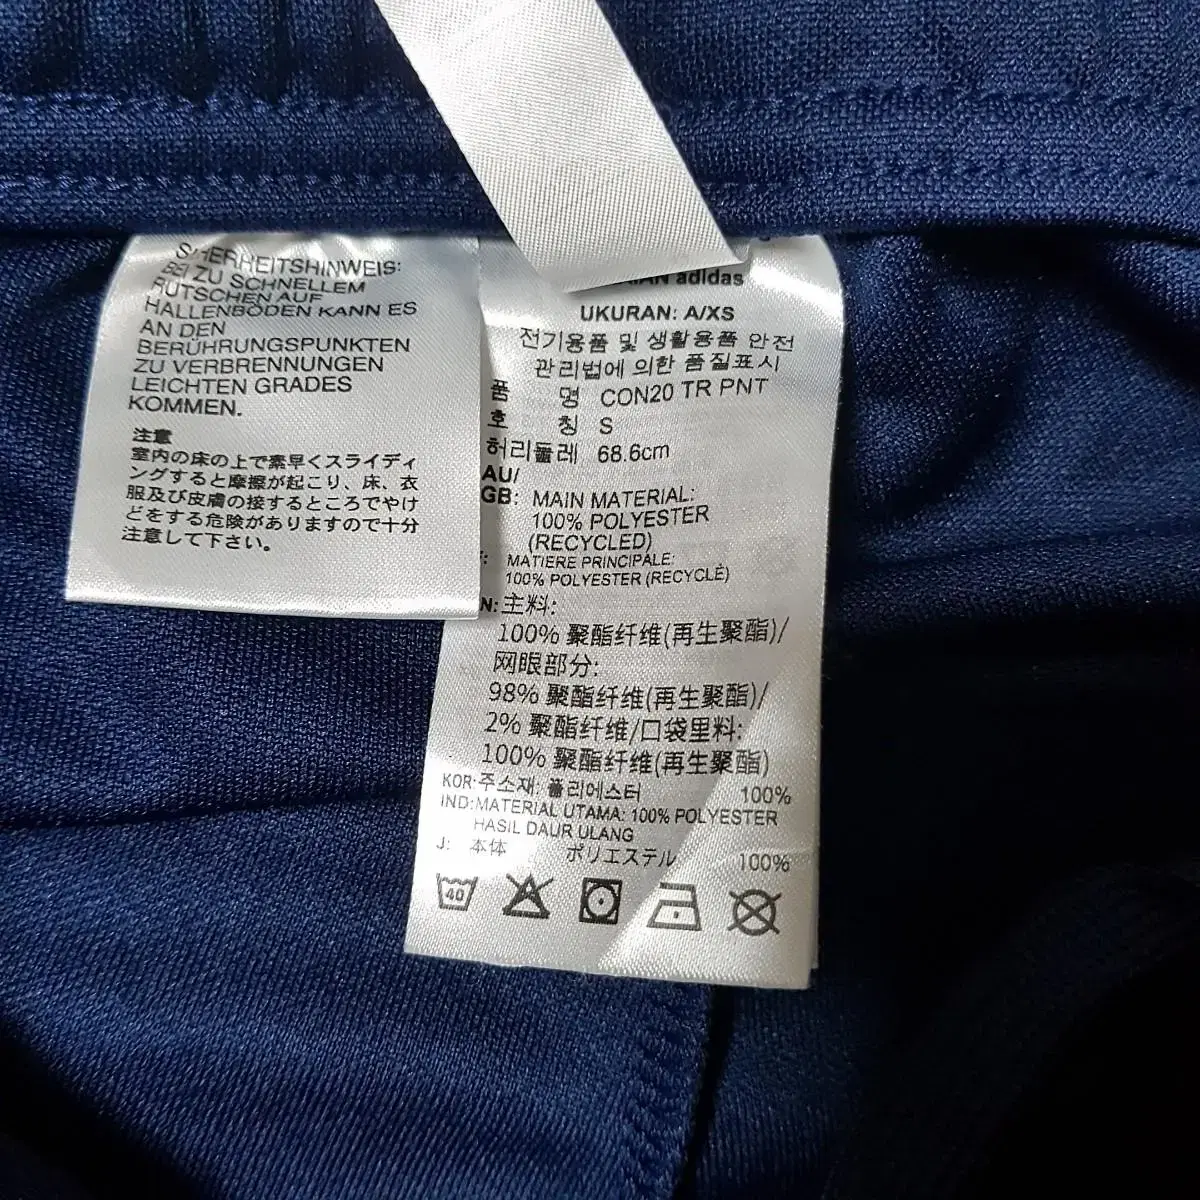 SICHERHEITSHINWEIS:
BEI ZU SCHNELLEM
RUTSCHEN AUF
HALLENBÖDEN KANN ES
AN DEN
BERÜHRUNGSPUNKTEN
ZU VERBRENNUNGEN
LEICHTEN GRADES
KOMMEN.
注意
室内の床の上で素早くスライディ
ングすると摩擦が起こり、床、衣
服及び皮膚の接するところでやけ
どをする危険がありますので十分
注意して下さい。
adidas
UKURAN: A/XS
전기용품 및 생활용품 안전
관리법에 의한 품질표시
품 명 CON20 TR PNT
호 칭 S
허리둘레 68.6cm
AU/
GB: MAIN MATERIAL:
100% POLYESTER
(RECYCLED)
MATIERE PRINCIPALE:
100% POLYESTER (RECYCLÉ)
N: 主料:
100% 聚酯纤维(再生聚酯)/
网眼部分:
98% 聚酯纤维(再生聚酯)/
2% 聚酯纤维/口袋里料:
100% 聚酯纤维(再生聚酯)
KOR: 주소재: 폴리에스터 100%
IND: MATERIAL UTAMA: 100% POLYESTER
HASIL DAUR ULANG
J: 本体 ポリエステル 100%
40